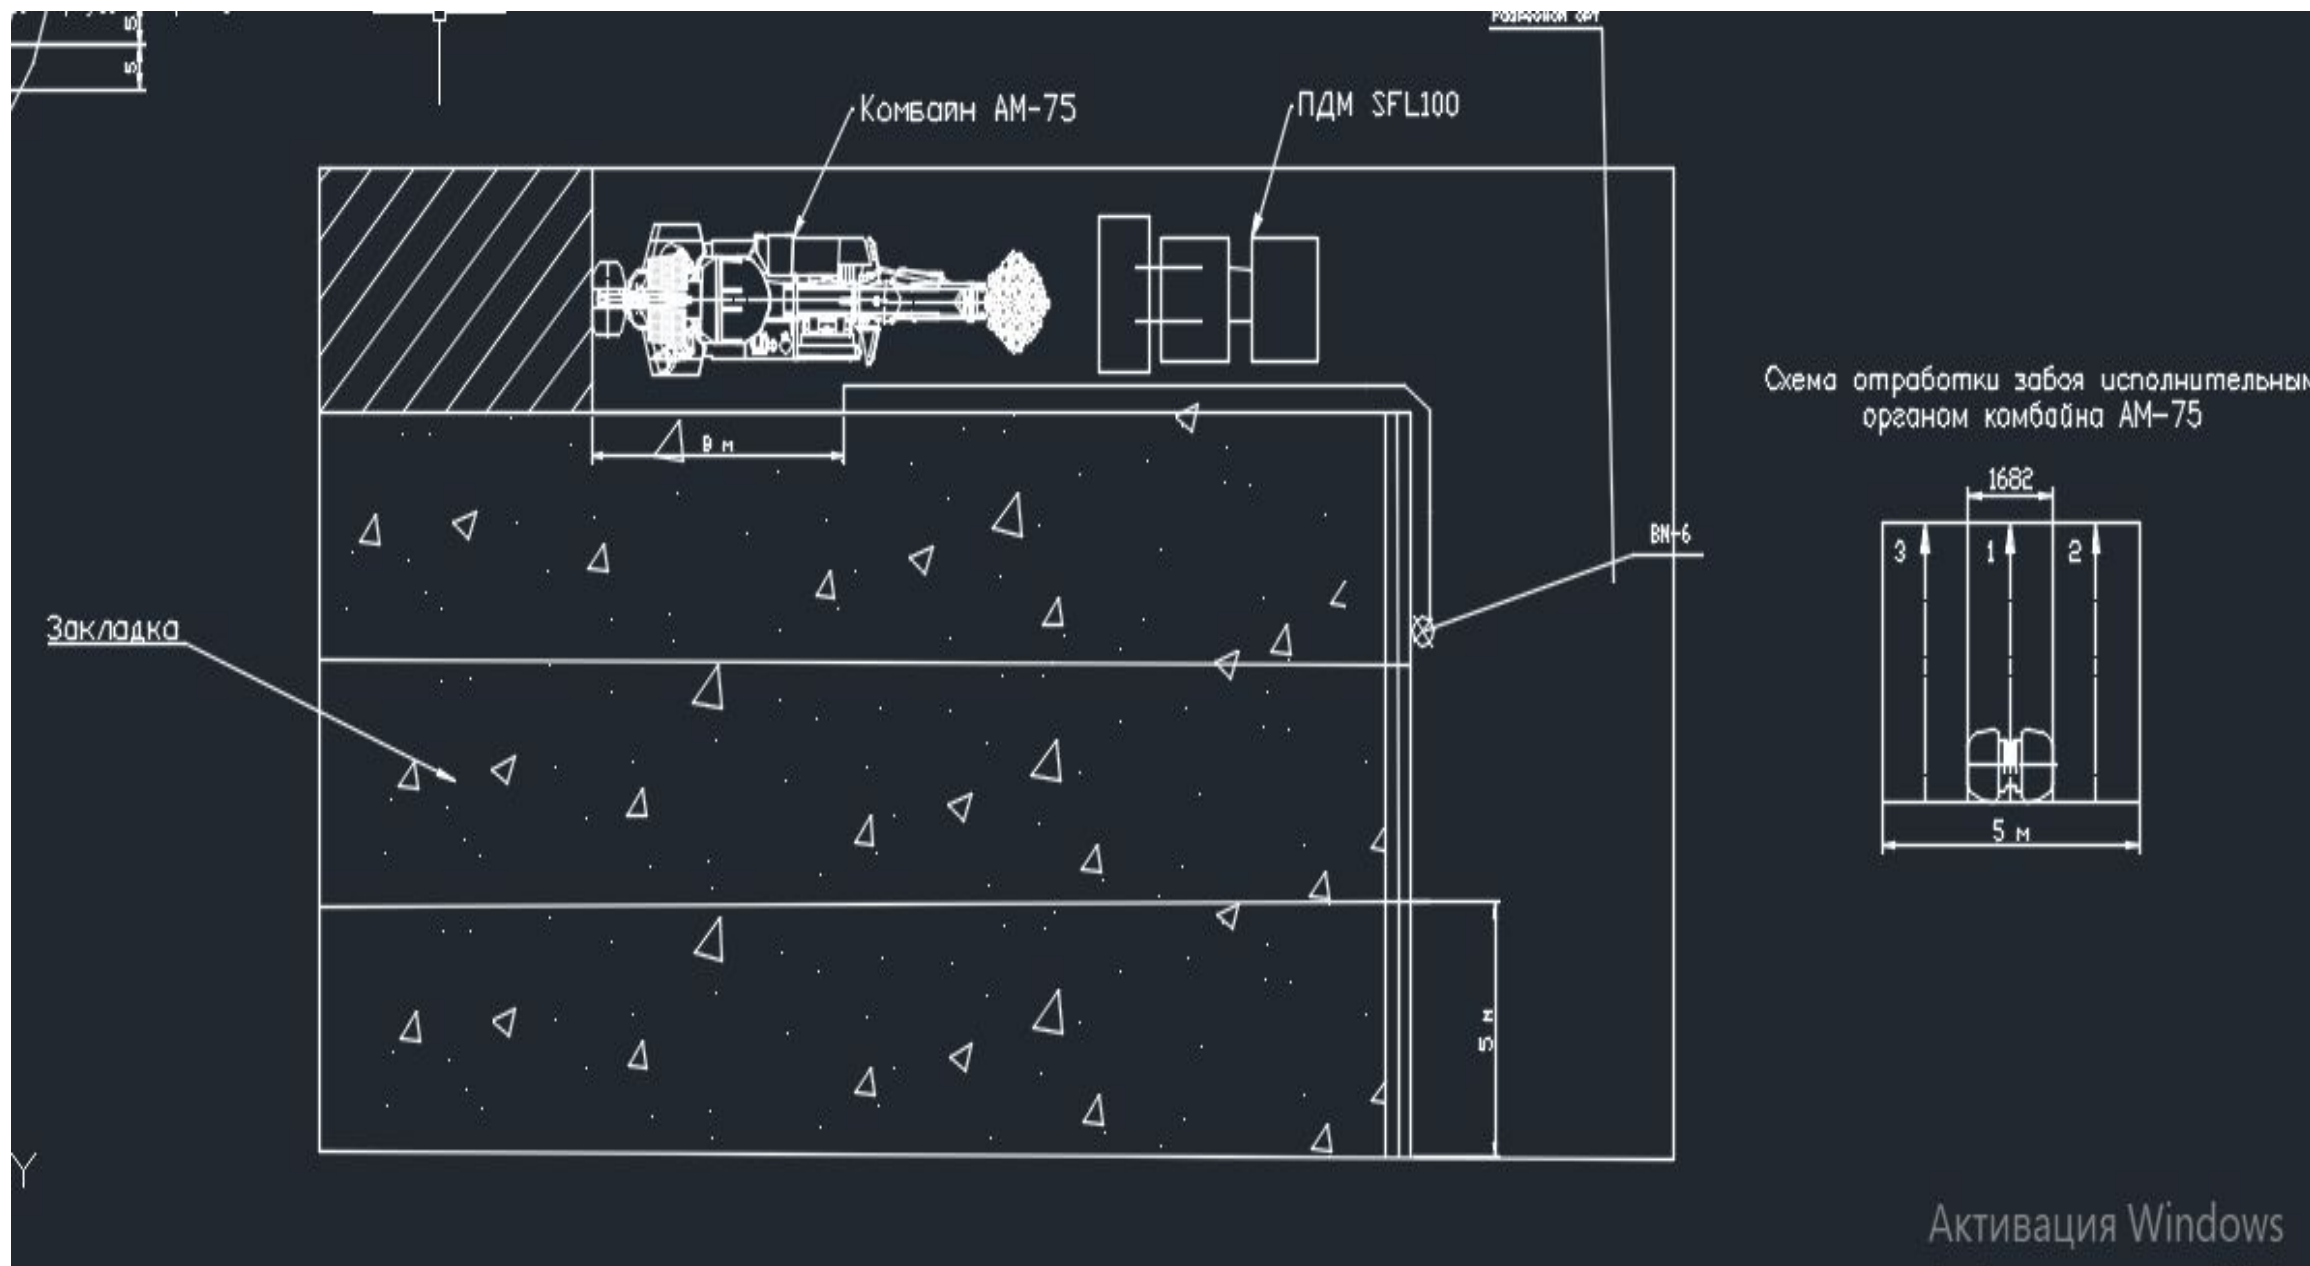 5
5
Комбайн АМ-75
ПДМ SFL100
Схема отработки забоя исполнительным
органом комбайна АМ-75
8 м
1682
ВМ-6
3 1 2
Закладка
5 м
5 м
Y
Активация Windows